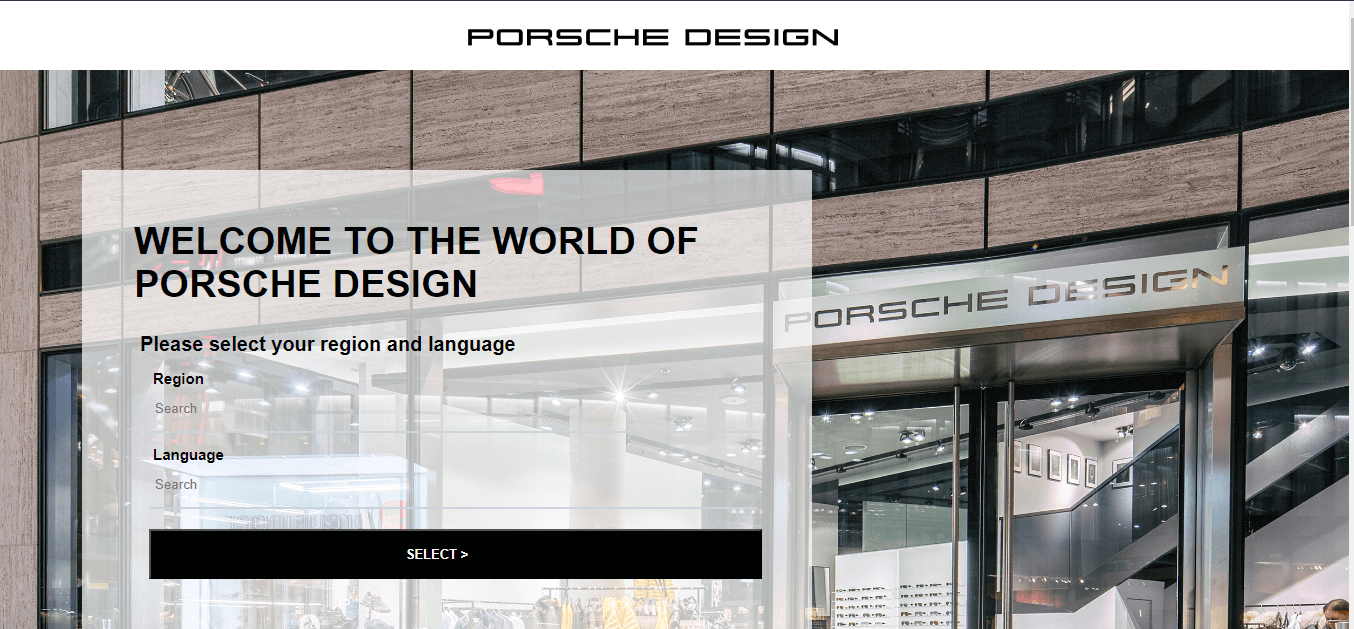 PORSCHE DESIGN
WELCOME TO THE WORLD OF
PORSCHE DESIGN
PORSCHE DESIGN
Please select your region and language
Region
Search
Language
Search
SELECT >